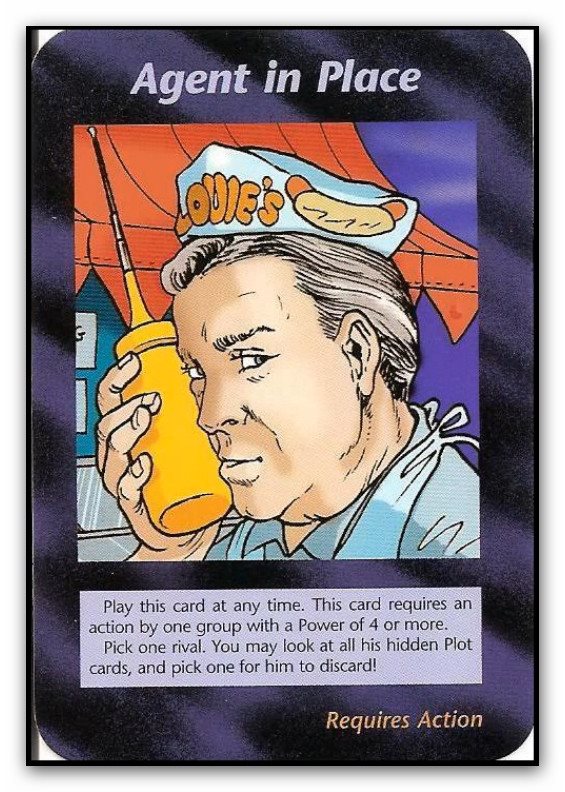 Agent in Place
LOUIE'S
G
Play this card at any time. This card requires an
action by one group with a Power of 4 or more.
Pick one rival. You may look at all his hidden Plot
cards, and pick one for him to discard!
Requires Action